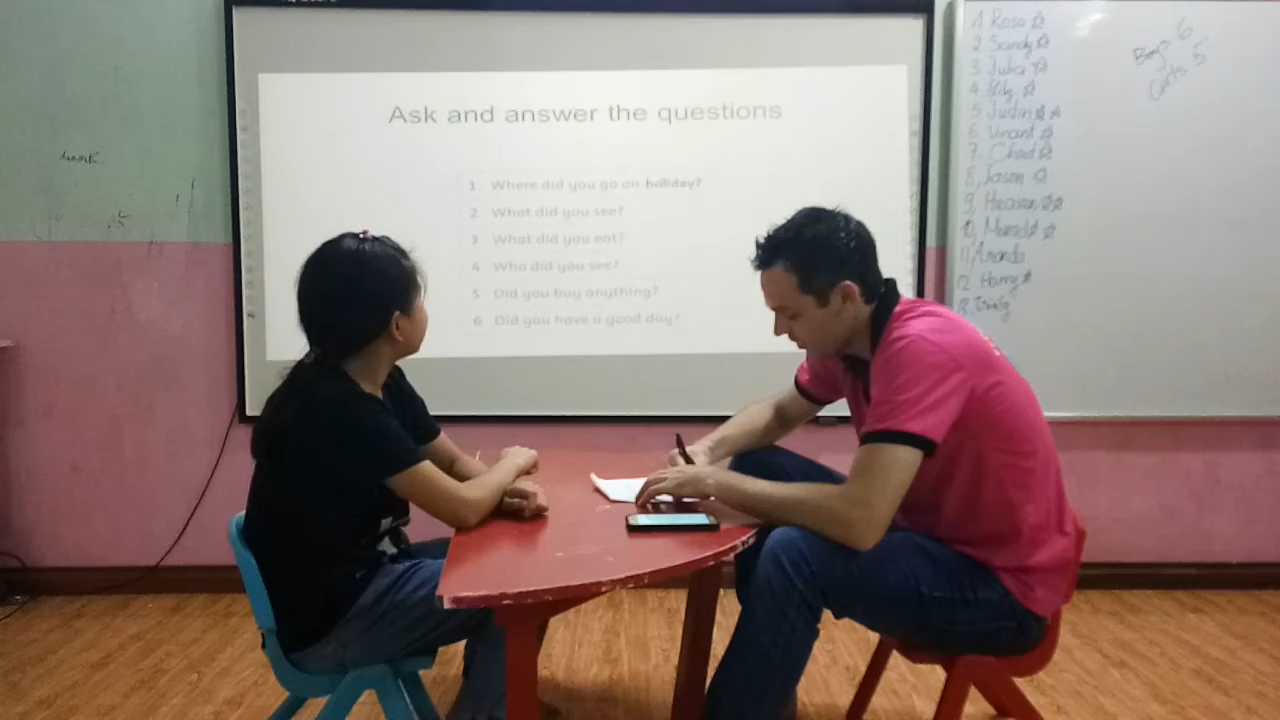 Ask and answer the questions
1 Where did you go on holiday?
2 What did you see?
3 What did you eat?
4 Who did you see?
5 Did you buy anything?
6 Did you have a good day?
1 Rosa ☆
2 Sandy ☆
3 Julia ☆
5 Justin ☆ ☆
6 Vincent ☆
7. Chad ☆
8, Jason ☆
9, Heaven ☆☆
11, Amanda
12 Harry ☆
Boys 6
Girls 5